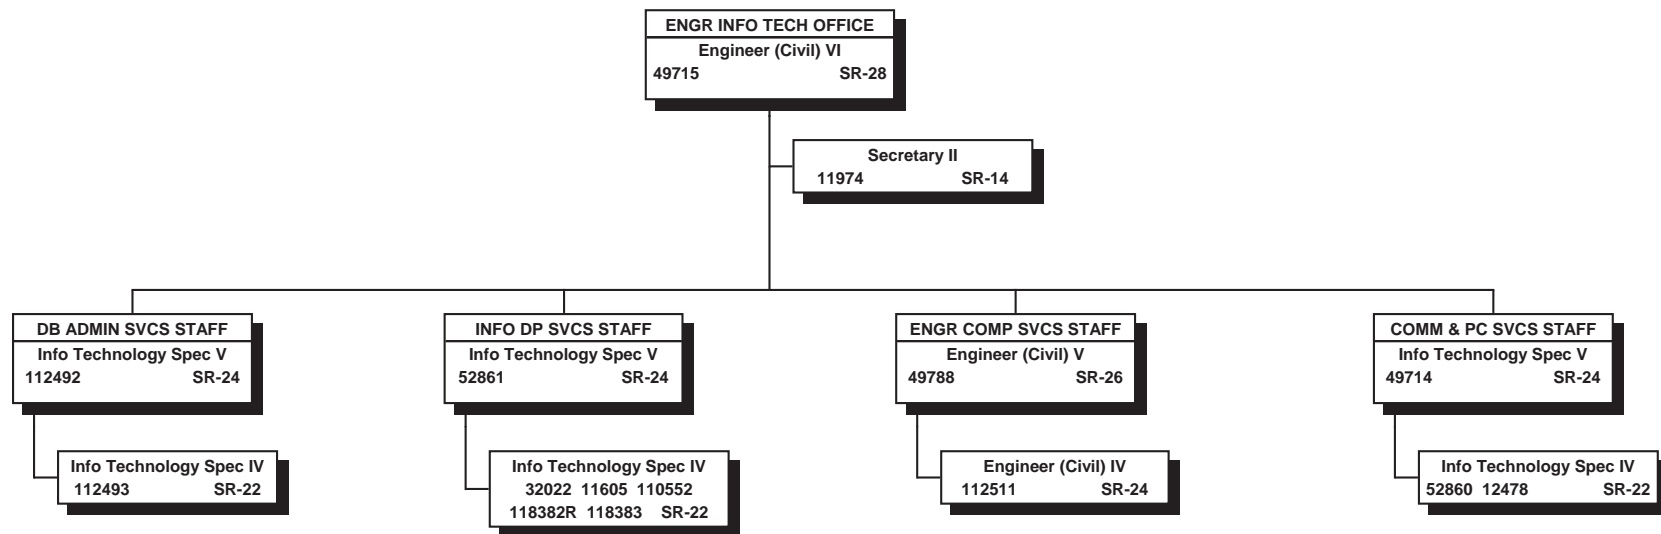 ENGR INFO TECH OFFICE
Engineer (Civil) VI
49715 SR-28
Secretary II
11974 SR-14
DB ADMIN SVCS STAFF
Info Technology Spec V
112492 SR-24
INFO DP SVCS STAFF
Info Technology Spec V
52861 SR-24
ENGR COMP SVCS STAFF
Engineer (Civil) V
49788 SR-26
COMM & PC SVCS STAFF
Info Technology Spec V
49714 SR-24
Info Technology Spec IV
112493 SR-22
Info Technology Spec IV
32022 11605 110552
118382R 118383 SR-22
Engineer (Civil) IV
112511 SR-24
Info Technology Spec IV
52860 12478 SR-22